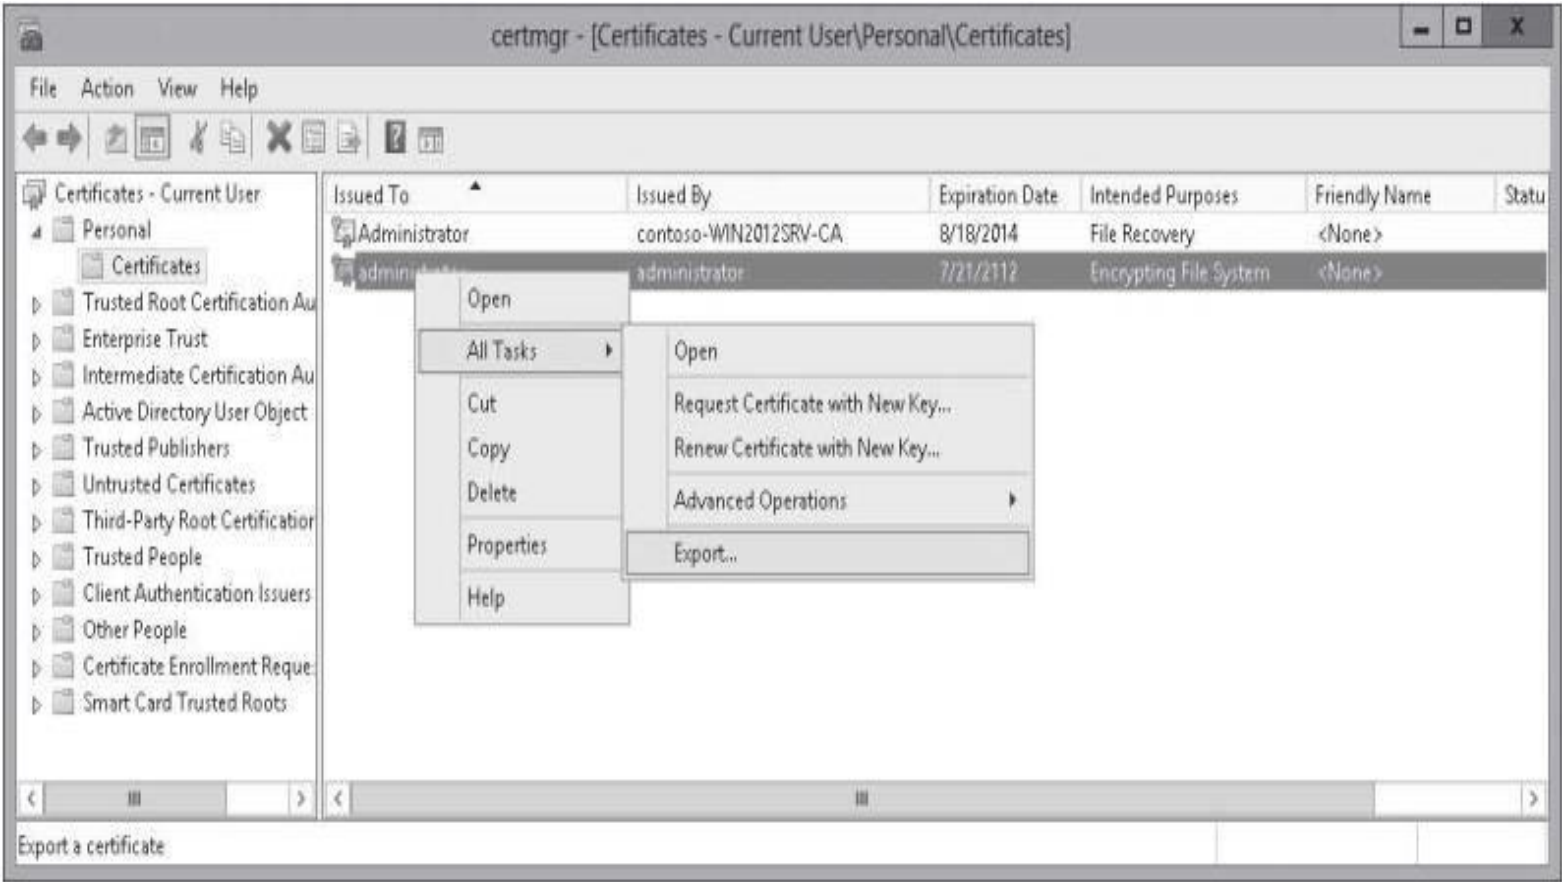 certmgr - [Certificates - Current User\Personal\Certificates]
File Action View Help
Certificates - Current User
Personal
Certificates
Trusted Root Certification Au
Enterprise Trust
Intermediate Certification Au
Active Directory User Object
Trusted Publishers
Untrusted Certificates
Third-Party Root Certification
Trusted People
Client Authentication Issuers
Other People
Certificate Enrollment Reque
Smart Card Trusted Roots
Issued To Issued By Expiration Date Intended Purposes Friendly Name Statu
Administrator contoso-WIN2012SRV-CA 8/18/2014 File Recovery <None>
administrator 7/21/2112 Encrypting File System <None>
Open
All Tasks
Cut
Copy
Delete
Properties
Help
Open
Request Certificate with New Key...
Renew Certificate with New Key...
Advanced Operations
Export...
Export a certificate